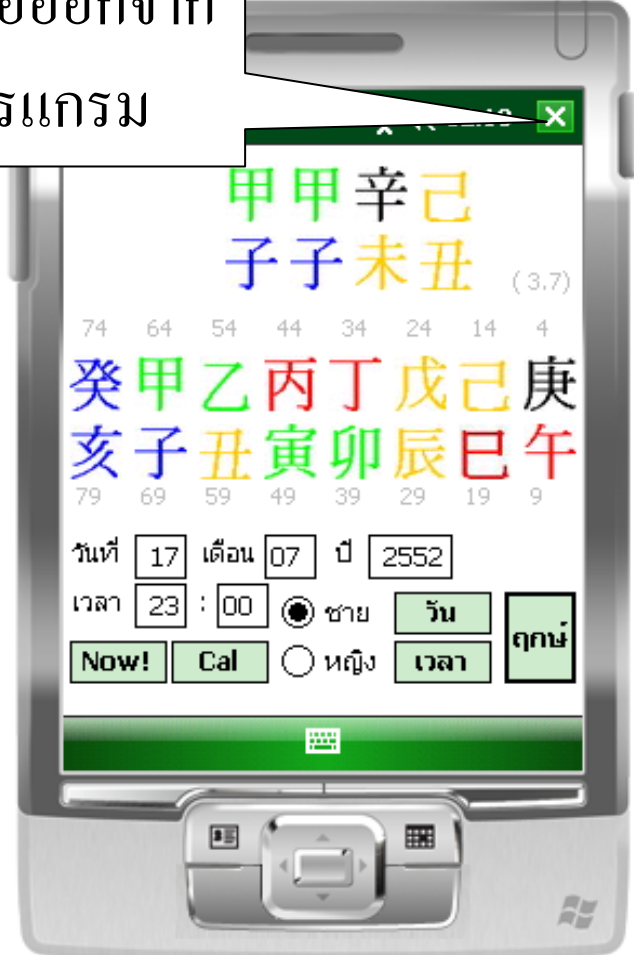 ออกจาก
รแกรม
甲甲辛己
子子未丑
(3.7)
74 64 54 44 34 24 14 4
癸甲乙丙丁戊己庚
亥子丑寅卯辰巳午
79 69 59 49 39 29 19 9
วันที่ 17 เดือน 07 ปี 2552
เวลา 23 : 00 ชาย วัน ฤกษ์
Now! Cal หญิง เวลา